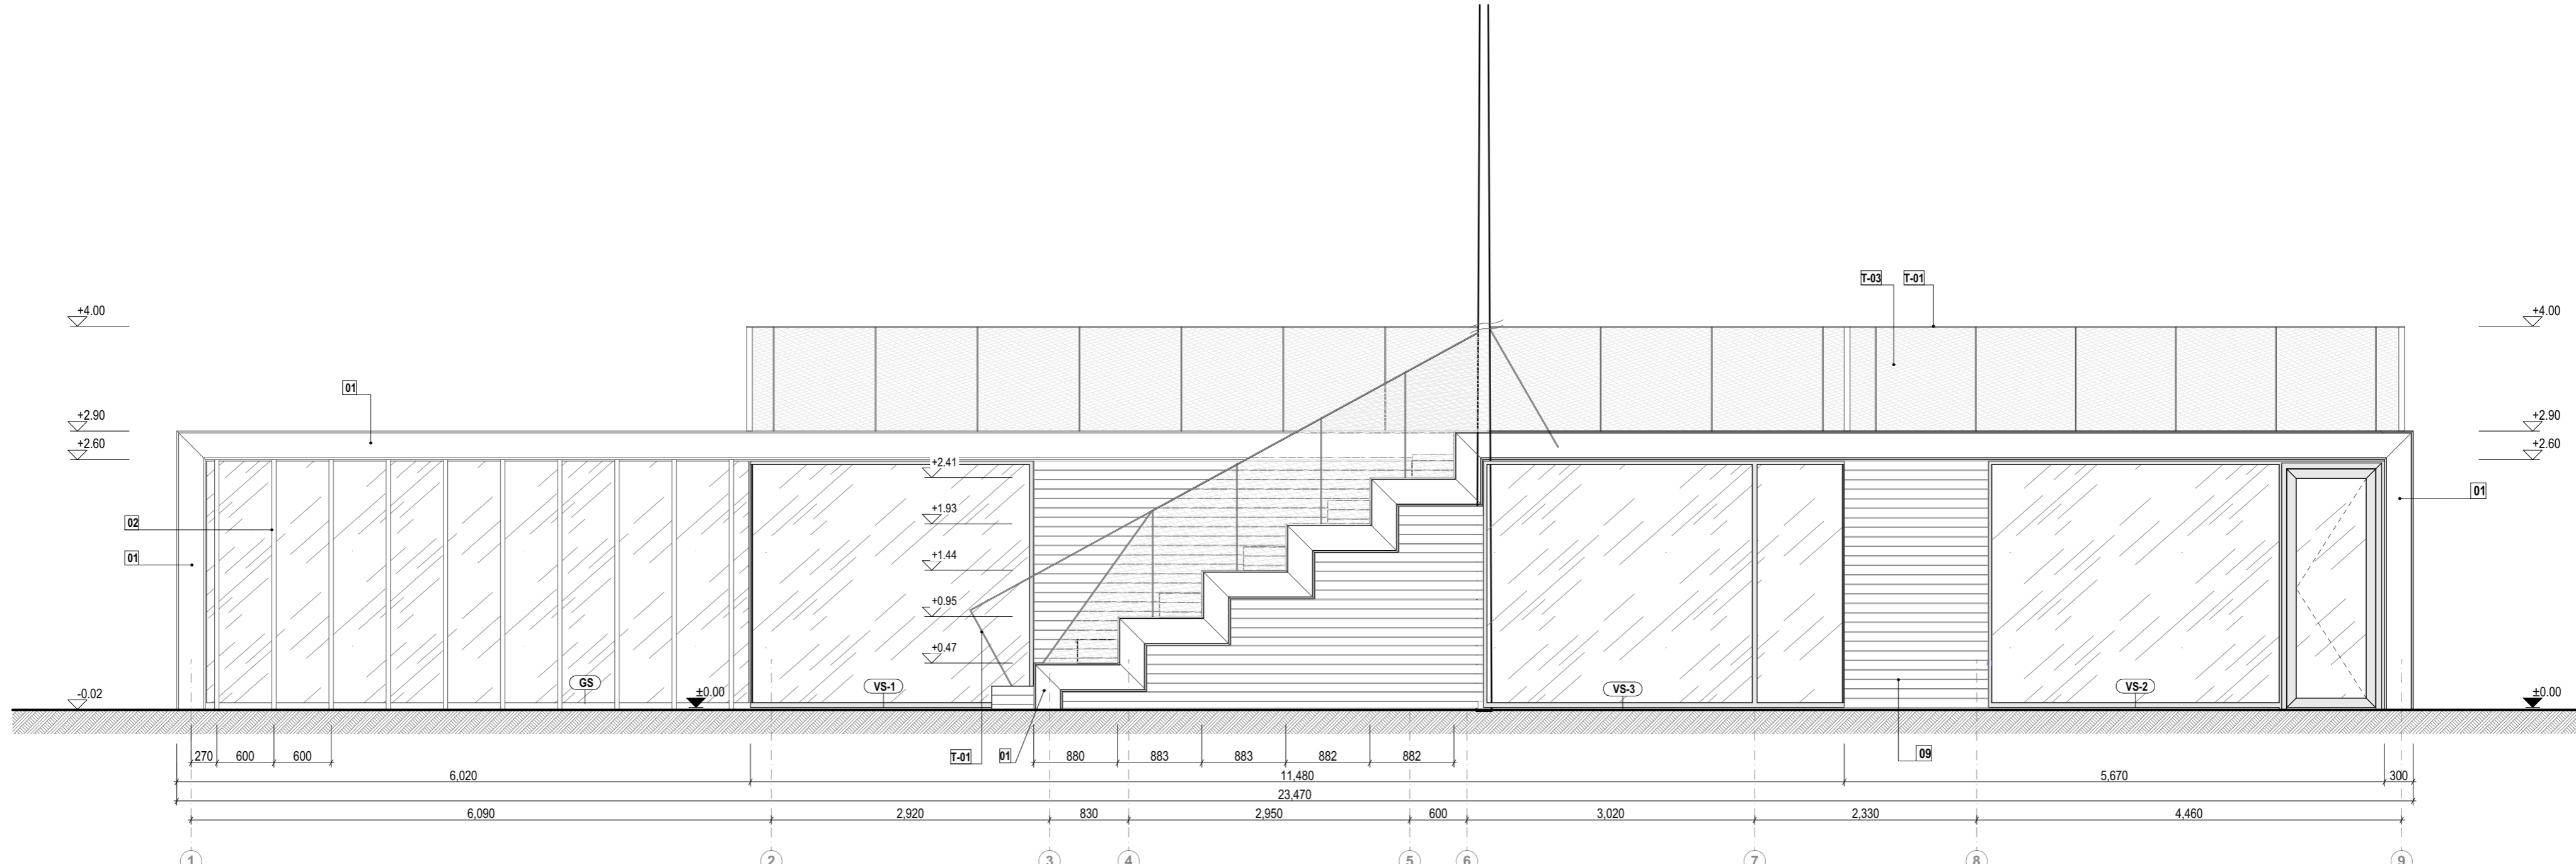 T-03 T-01
+4.00 +4.00
01
+2.90 +2.90
+2.60 +2.60
+2.41
01
+1.93
02
+1.44
01
+0.95
+0.47
GS VS-1 VS-3 VS-2
-0.02 ±0.00 ±0.00
270 600 600 T-01 01 880 883 883 882 882 09
6,020 11,480 5,670 300
23,470
6,090 2,920 830 2,950 600 3,020 2,330 4,460
1 2 3 4 5 6 7 8 9